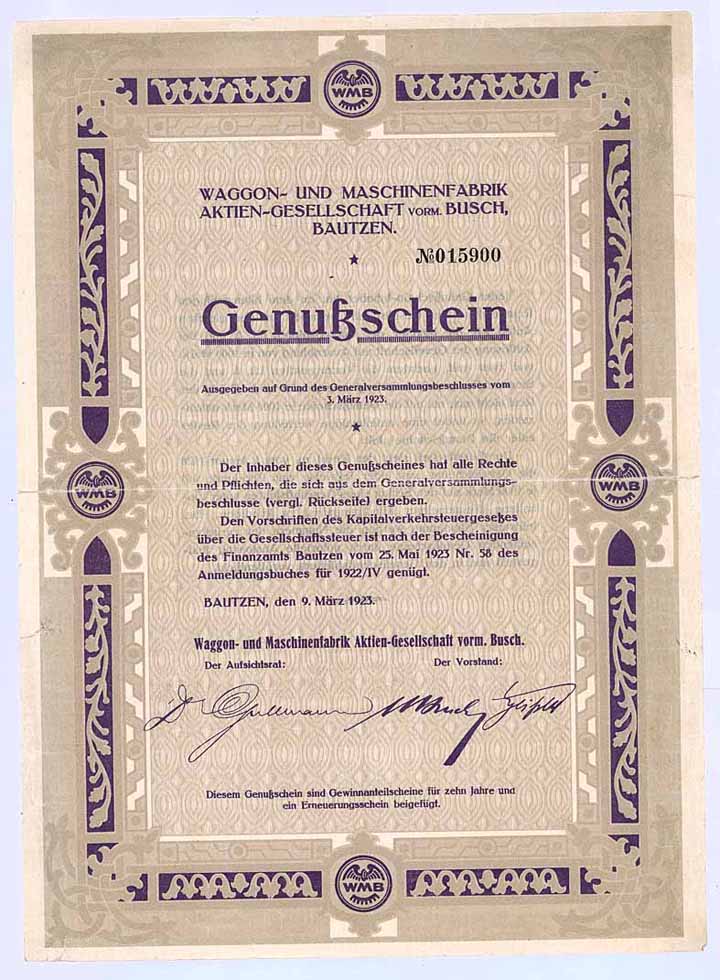 WMB
WAGGON- UND MASCHINENFABRIK
AKTIEN-GESELLSCHAFT VORM. BUSCH,
BAUTZEN.
№015900
Genußschein
Ausgegeben auf Grund des Generalversammlungsbeschlusses vom
3. März 1923.
Der Inhaber dieses Genußscheines hat alle Rechte
und Pflichten, die sich aus dem Generalversammlungs-
beschlusse (vergl. Rückseite) ergeben.
Den Vorschriften des Kapitalverkehrsteuergesetzes
über die Gesellschaftssteuer ist nach der Bescheinigung
des Finanzamts Bautzen vom 25. Mai 1923 Nr. 58 des
Anmeldungsbuches für 1922/IV genügt.
BAUTZEN, den 9. März 1923.
WMB
WMB
Waggon- und Maschinenfabrik Aktien-Gesellschaft vorm. Busch.
Der Aufsichtsrat: Der Vorstand:
Diesem Genußschein sind Gewinnanteilscheine für zehn Jahre und
ein Erneuerungsschein beigefügt.
WMB